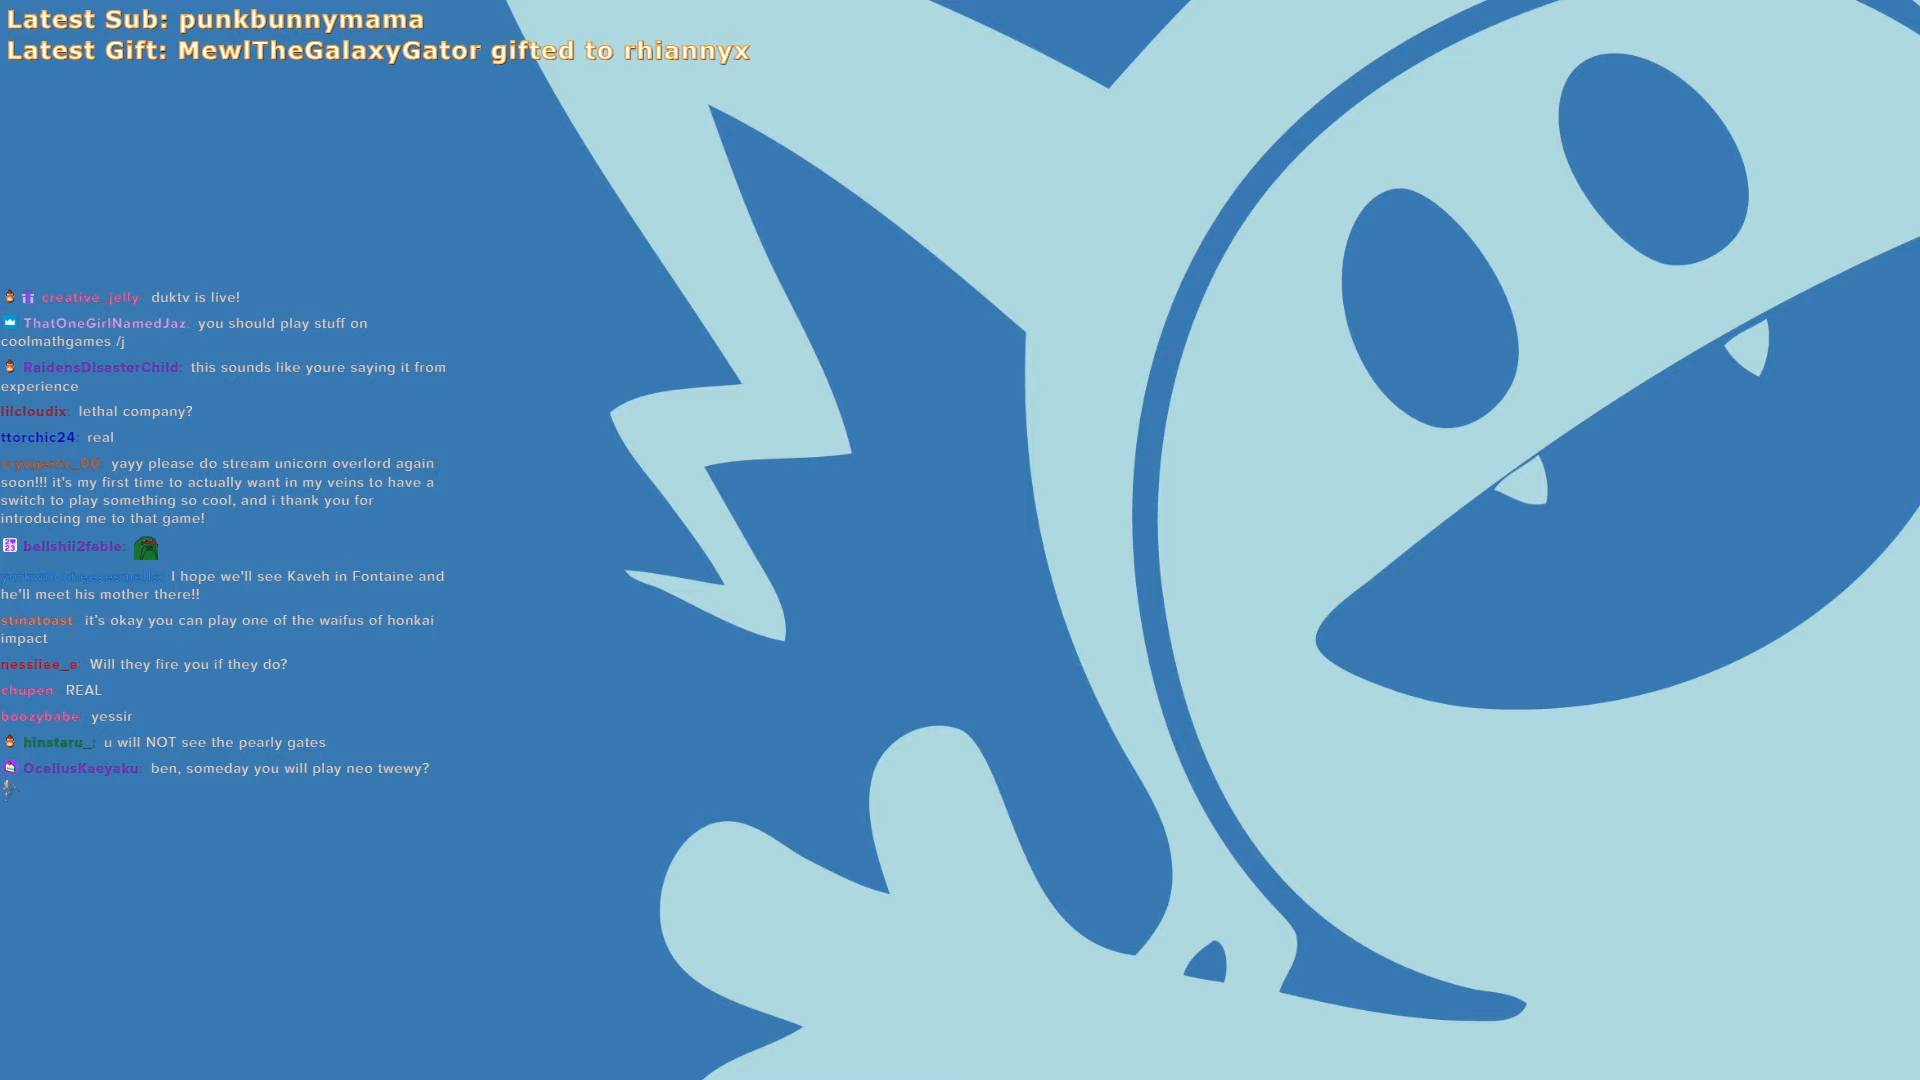 Latest Sub: punkbunnymama
Latest Gift: MewlTheGalaxyGator gifted to rhiannyx
creative_jelly: duktv is live!
ThatOneGirlNamedJaz: you should play stuff on
coolmathgames /j
RaidensDisasterChild: this sounds like youre saying it from
experience
lilcloudix: lethal company?
ttorchic24: real
yayy please do stream unicorn overlord again
soon!!! it's my first time to actually want in my veins to have a
switch to play something so cool, and i thank you for
introducing me to that game!
bellshii2fable:
I hope we'll see Kaveh in Fontaine and
he'll meet his mother there!!
stinatoast: it's okay you can play one of the waifus of honkai
impact
nessiiee_e: Will they fire you if they do?
chupen: REAL
boozybabe: yessir
hinstaru_: u will NOT see the pearly gates
OcellusKaeyaku: ben, someday you will play neo twewy?